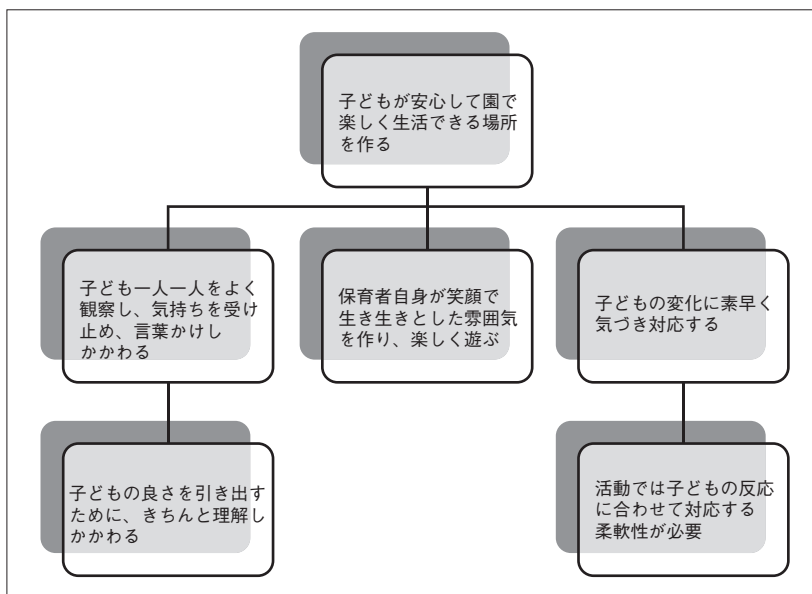 子どもが安心して園で
楽しく生活できる場所
を作る
子ども一人一人をよく
観察し、気持ちを受け
止め、言葉かけし
かかわる
保育者自身が笑顔で
生き生きとした雰囲気
を作り、楽しく遊ぶ
子どもの変化に素早く
気づき対応する
子どもの良さを引き出す
ために、きちんと理解し
かかわる
活動では子どもの反応
に合わせて対応する
柔軟性が必要